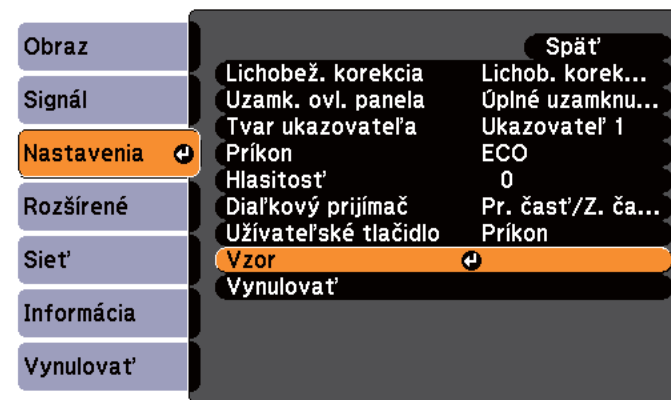 Obraz
Signál
Nastavenia
Rozšírené
Sieť
Informácia
Vynulovať
Späť
Lichobež. korekcia Lichob. korek...
Uzamk. ovl. panela Úplné uzamknu...
Tvar ukazovateľa Ukazovateľ 1
Príkon ECO
Hlasitosť 0
Diaľkový prijímač Pr. časť/Z. ča...
Užívateľské tlačidlo Príkon
Vzor
Vynulovať